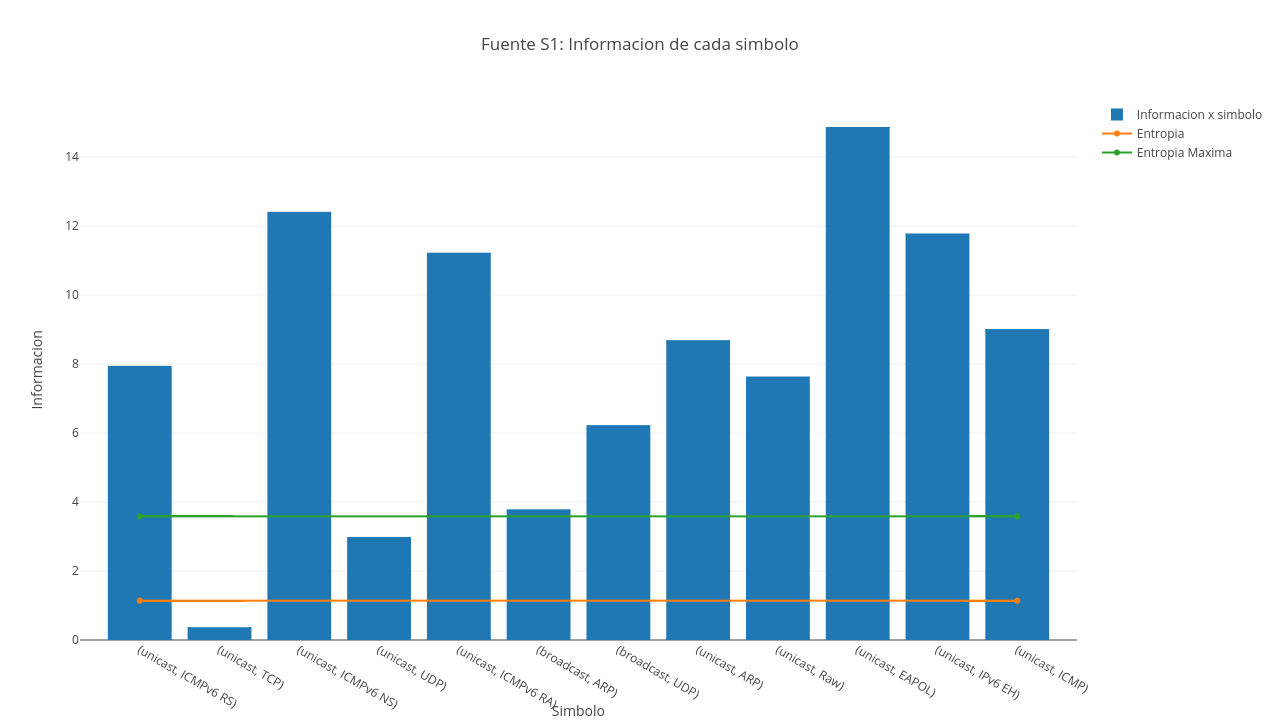 Fuente S1: Informacion de cada simbolo
Informacion x simbolo
Entropia
Entropia Maxima
14
12
10
8
6
4
2
0
Informacion
(unicast, ICMPv6 RS)
(unicast, TCP)
(unicast, ICMPv6 NS)
(unicast, UDP)
(unicast, ICMPv6 RA)
(broadcast, ARP)
(broadcast, UDP)
(unicast, ARP)
(unicast, Raw)
(unicast, EAPOL)
(unicast, IPv6 EH)
(unicast, ICMP)
Simbolo